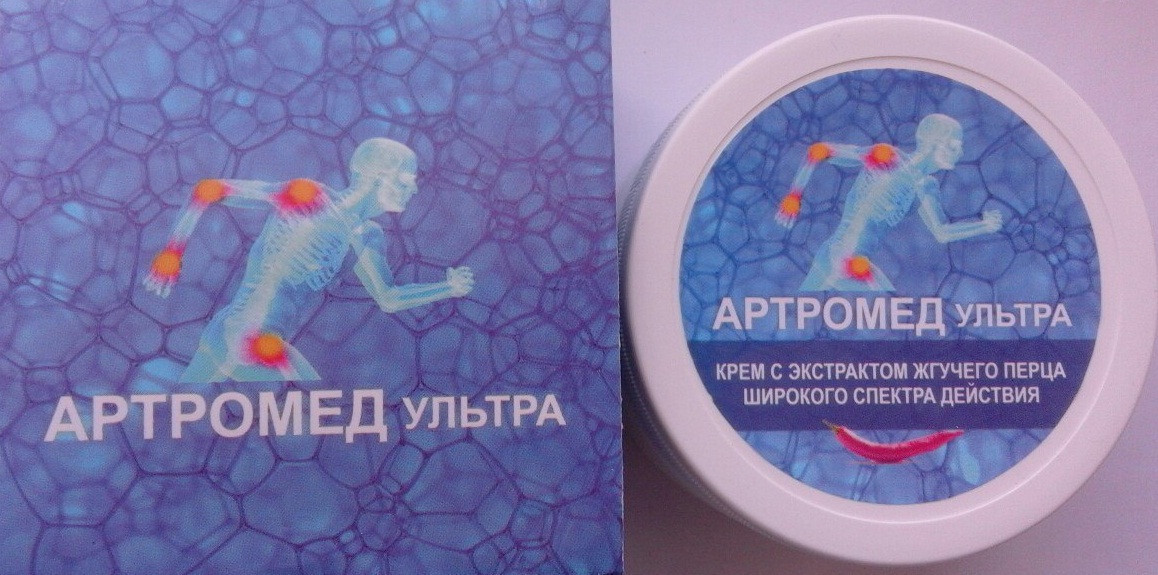 АРТРОМЕД УЛЬТРА
АРТРОМЕД УЛЬТРА
КРЕМ С ЭКСТРАКТОМ ЖГУЧЕГО ПЕРЦА
ШИРОКОГО СПЕКТРА ДЕЙСТВИЯ